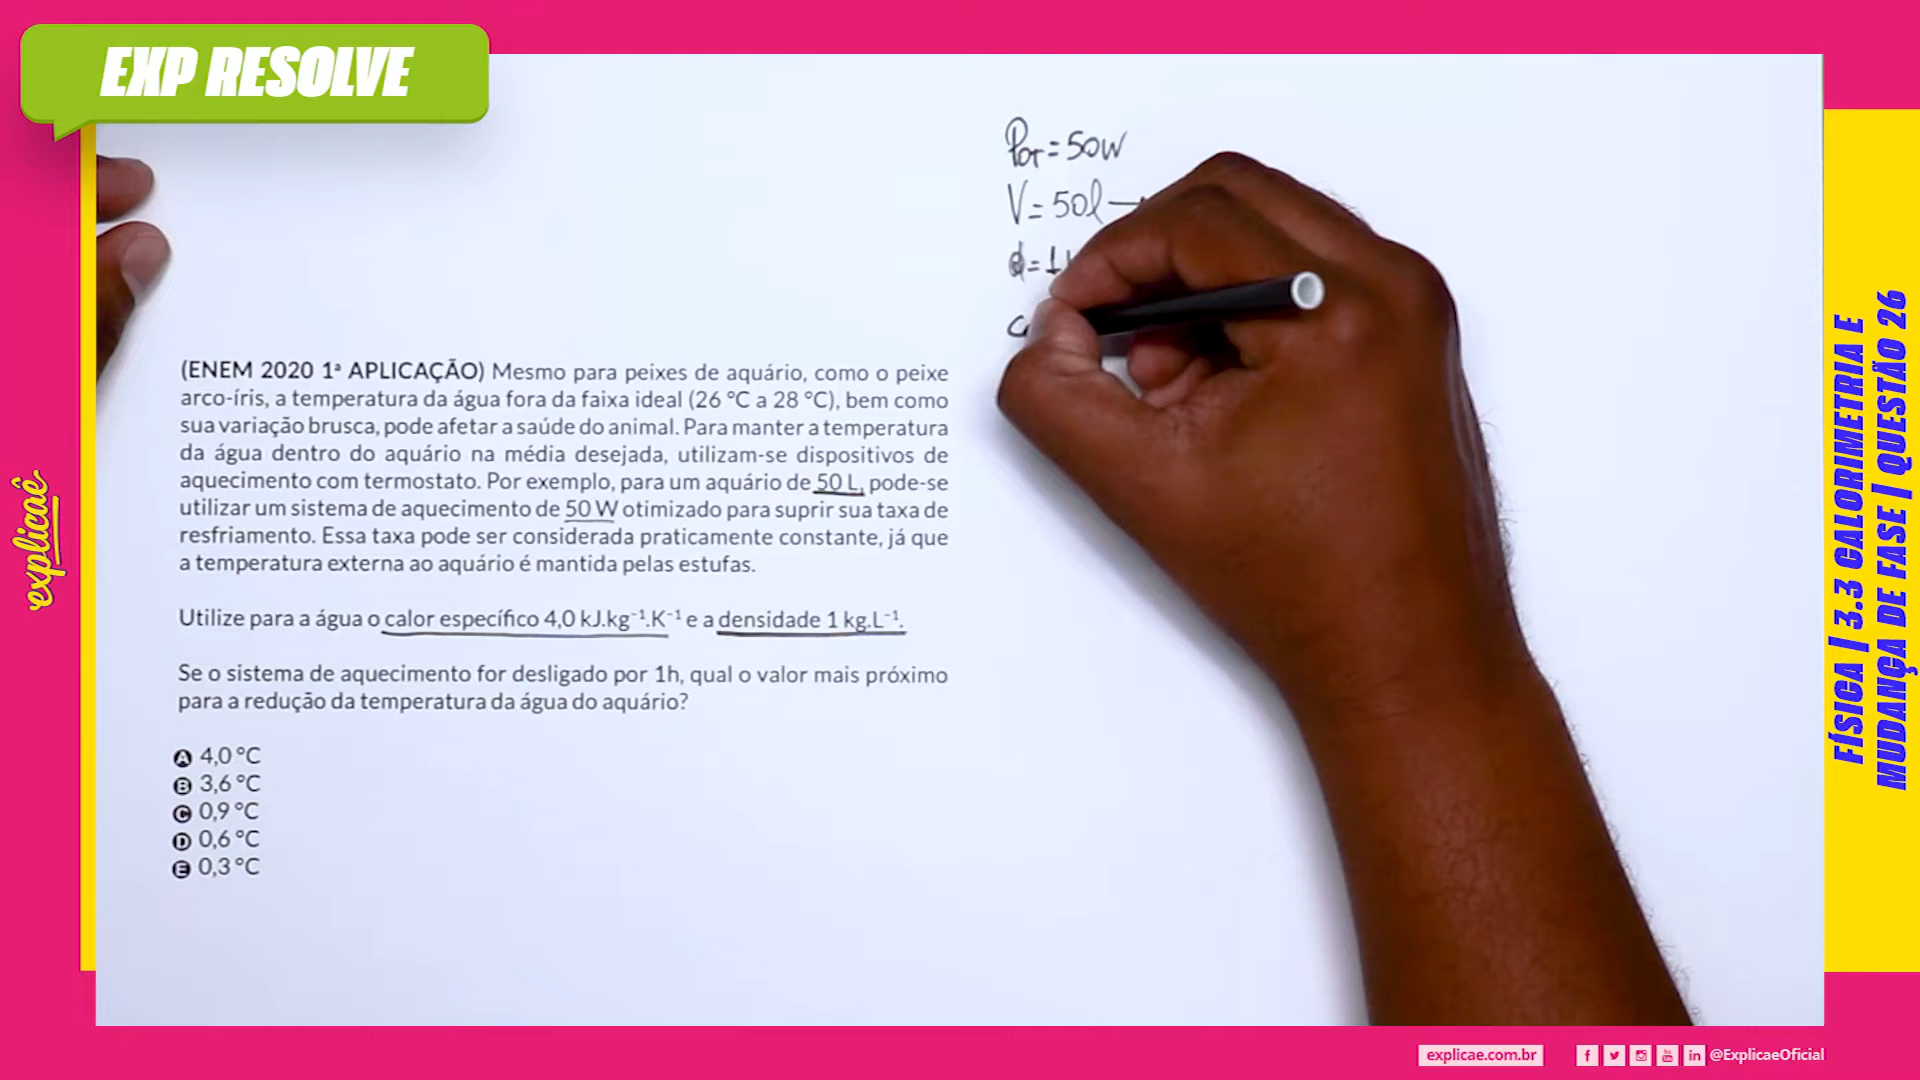 EXP RESOLVE
Pot = 50W
V = 50l
d = 1
c
(ENEM 2020 1ª APLICAÇÃO) Mesmo para peixes de aquário, como o peixe
arco-íris, a temperatura da água fora da faixa ideal (26 °C a 28 °C), bem como
sua variação brusca, pode afetar a saúde do animal. Para manter a temperatura
da água dentro do aquário na média desejada, utilizam-se dispositivos de
aquecimento com termostato. Por exemplo, para um aquário de 50 L, pode-se
utilizar um sistema de aquecimento de 50 W otimizado para suprir sua taxa de
resfriamento. Essa taxa pode ser considerada praticamente constante, já que
a temperatura externa ao aquário é mantida pelas estufas.
Utilize para a água o calor específico 4,0 kJ.kg⁻¹.K⁻¹ e a densidade 1 kg.L⁻¹.
Se o sistema de aquecimento for desligado por 1h, qual o valor mais próximo
para a redução da temperatura da água do aquário?
A 4,0 °C
B 3,6 °C
C 0,9 °C
D 0,6 °C
E 0,3 °C
explicaê
FÍSICA | 3.3 CALORIMETRIA E
MUDANÇA DE FASE | QUESTÃO 26
explicae.com.br
@ExplicaeOficial